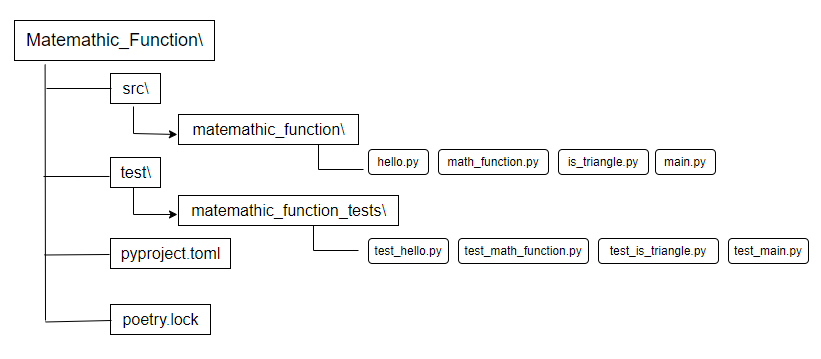 Matemathic_Function\
src\
matemathic_function\
hello.py
math_function.py
is_triangle.py
main.py
test\
matemathic_function_tests\
test_hello.py
test_math_function.py
test_is_triangle.py
test_main.py
pyproject.toml
poetry.lock